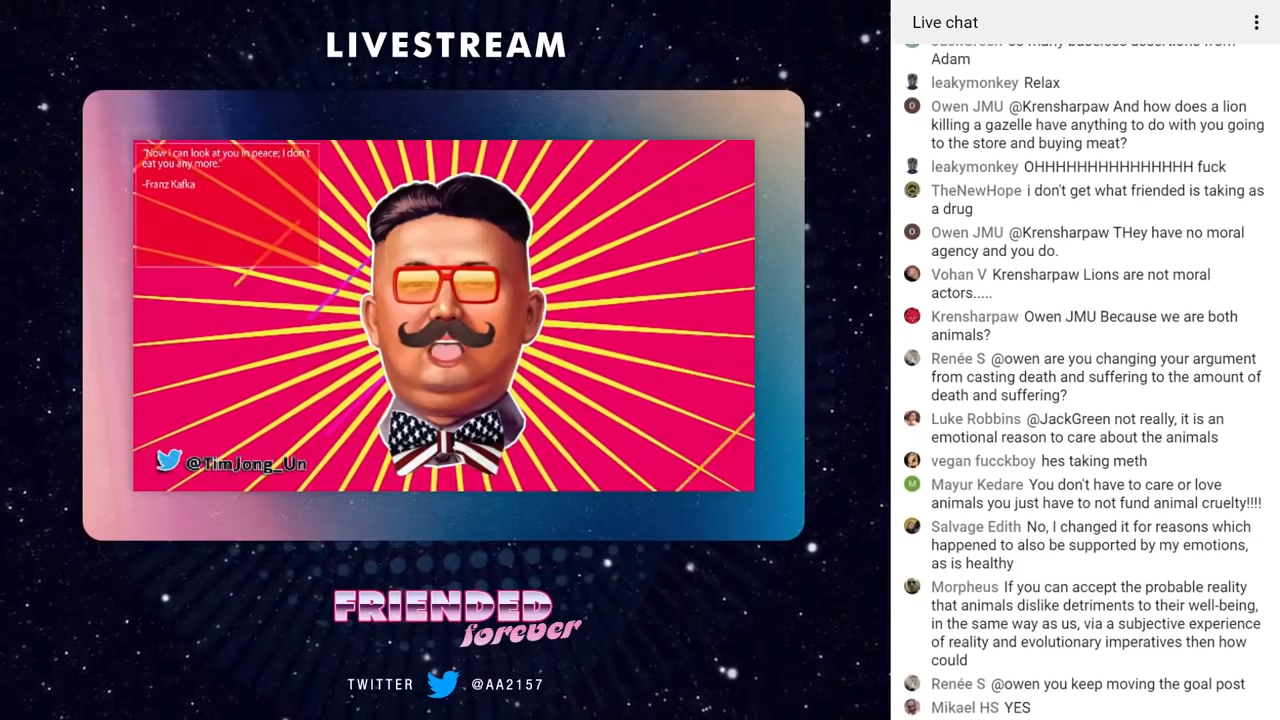 LIVESTREAM
"Now i can look at you in peace; i don't
eat you any more."
-Franz Kafka
@TimJong_Un
FRIENDED
forever
TWITTER @AA2157
Live chat
Adam
leakymonkey Relax
Owen JMU @Krensharpaw And how does a lion
killing a gazelle have anything to do with you going
to the store and buying meat?
leakymonkey OHHHHHHHHHHHHHHH fuck
TheNewHope i don't get what friended is taking as
a drug
Owen JMU @Krensharpaw THey have no moral
agency and you do.
Vohan V Krensharpaw Lions are not moral
actors.....
Krensharpaw Owen JMU Because we are both
animals?
Renée S @owen are you changing your argument
from casting death and suffering to the amount of
death and suffering?
Luke Robbins @JackGreen not really, it is an
emotional reason to care about the animals
vegan fucckboy hes taking meth
M Mayur Kedare You don't have to care or love
animals you just have to not fund animal cruelty!!!!
Salvage Edith No, I changed it for reasons which
happened to also be supported by my emotions,
as is healthy
Morpheus If you can accept the probable reality
that animals dislike detriments to their well-being,
in the same way as us, via a subjective experience
of reality and evolutionary imperatives then how
could
Renée S @owen you keep moving the goal post
Mikael HS YES